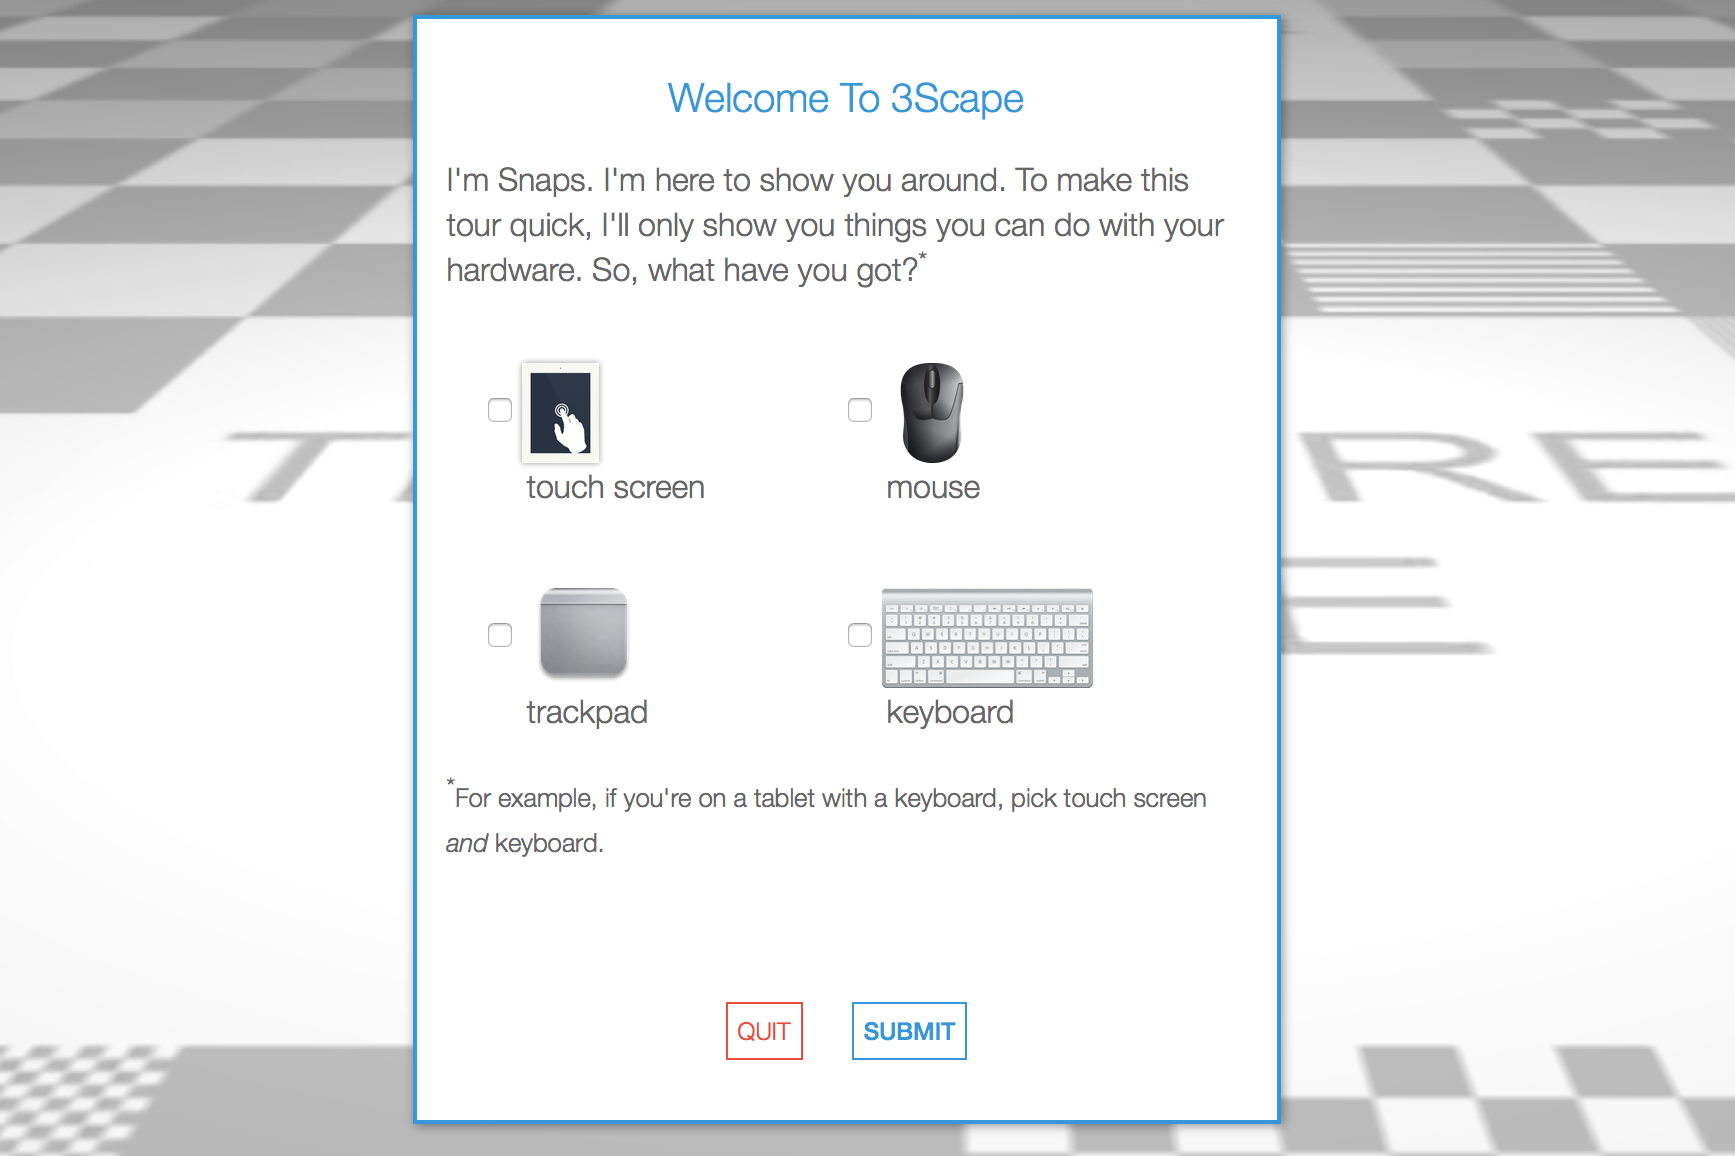 Welcome To 3Scape
I'm Snaps. I'm here to show you around. To make this
tour quick, I'll only show you things you can do with your
hardware. So, what have you got?*
touch screen
mouse
trackpad
keyboard
*For example, if you're on a tablet with a keyboard, pick touch screen
and keyboard.
QUIT
SUBMIT